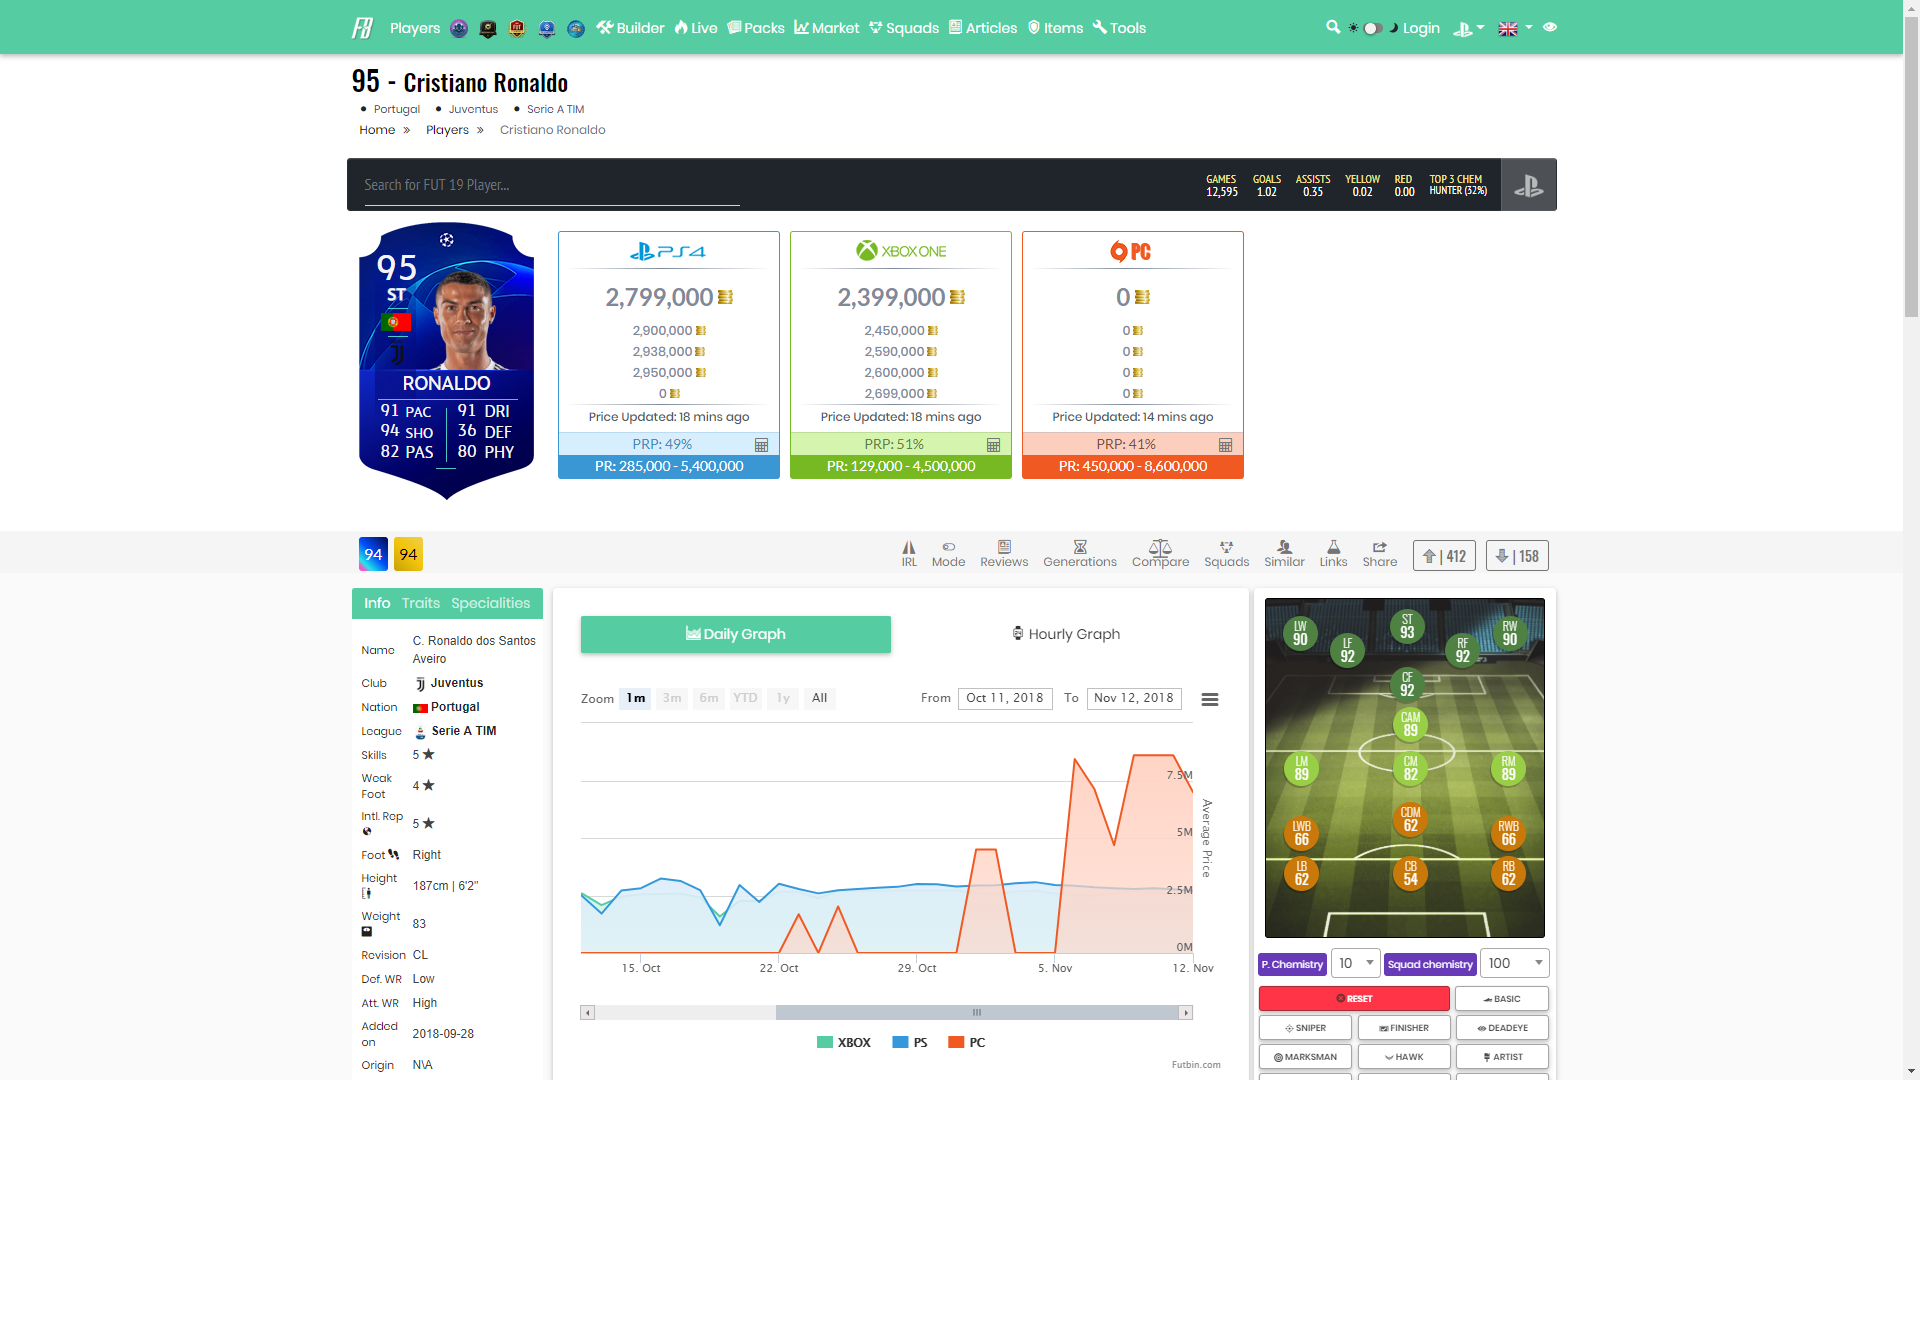 FB Players Builder Live Packs Market Squads Articles Items Tools Login
95 - Cristiano Ronaldo
Portugal Juventus Serie A TIM
Home » Players » Cristiano Ronaldo
Search for FUT 19 Player...
GAMES GOALS ASSISTS YELLOW RED TOP 3 CHEM
12,595 1.02 0.35 0.02 0.00 HUNTER (32%)
95
ST
RONALDO
91 PAC 91 DRI
94 SHO 36 DEF
82 PAS 80 PHY
PS4
2,799,000
2,900,000
2,938,000
2,950,000
0
Price Updated: 18 mins ago
PRP: 49%
PR: 285,000 - 5,400,000
XBOX ONE
2,399,000
2,450,000
2,590,000
2,600,000
2,699,000
Price Updated: 18 mins ago
PRP: 51%
PR: 129,000 - 4,500,000
PC
0
0
0
0
0
Price Updated: 14 mins ago
PRP: 41%
PR: 450,000 - 8,600,000
94 94
IRL Mode Reviews Generations Compare Squads Similar Links Share | 412 | 158
Info Traits Specialities
Name C. Ronaldo dos Santos
Aveiro
Club Juventus
Nation Portugal
League Serie A TIM
Skills 5
Weak
Foot 4
Intl. Rep 5
Foot Right
Height 187cm | 6'2"
Weight 83
Revision CL
Def. WR Low
Att. WR High
Added
on 2018-09-28
Origin N\A
Daily Graph Hourly Graph
Zoom 1m 3m 6m YTD 1y All From Oct 11, 2018 To Nov 12, 2018
7.5M
5M
2.5M
0M
Average Price
15. Oct 22. Oct 29. Oct 5. Nov 12. Nov
XBOX PS PC
Futbin.com
LW
90
ST
93
RW
90
LF
92
RF
92
CF
92
CAM
89
LM
89
CM
82
RM
89
CDM
62
LWB
66
RWB
66
LB
62
CB
54
RB
62
P. Chemistry 10 Squad chemistry 100
RESET BASIC
SNIPER FINISHER DEADEYE
MARKSMAN HAWK ARTIST